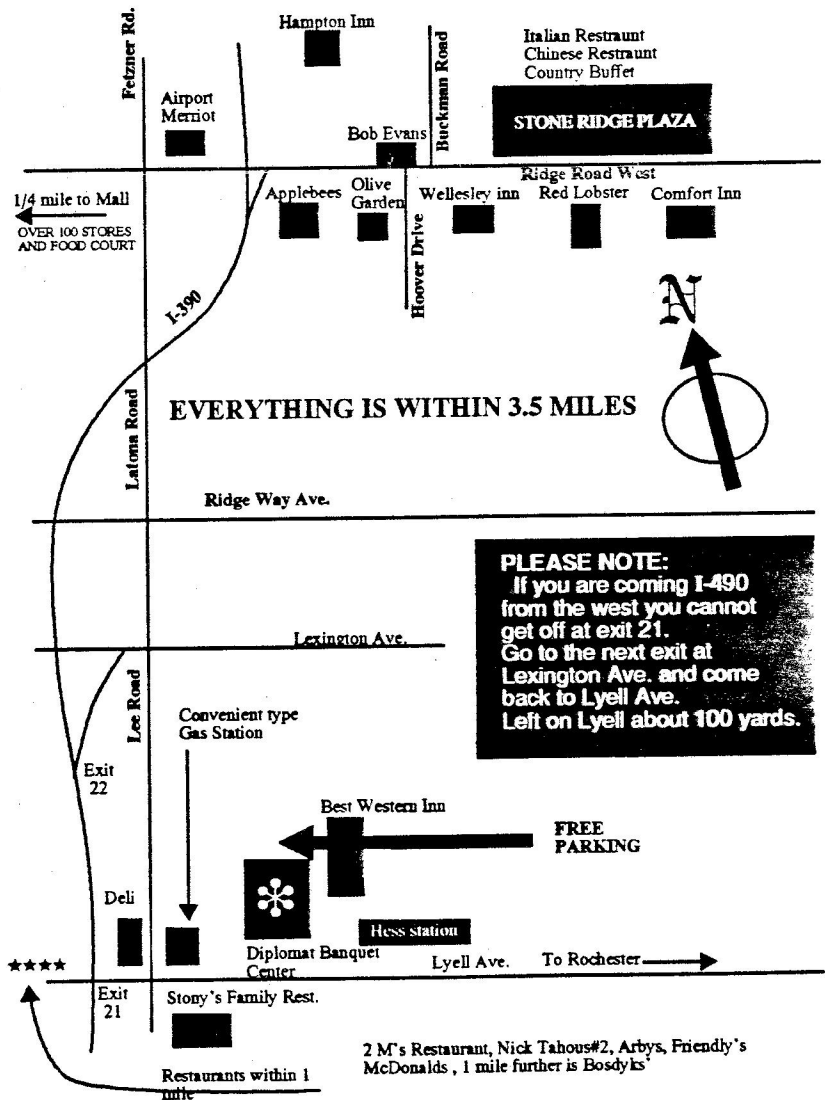 Hampton Inn
Fetzner Rd.
Buckman Road
Italian Restraunt
Chinese Restraunt
Country Buffet
Airport
Merriot
Bob Evans
STONE RIDGE PLAZA
Ridge Road West
1/4 mile to Mall
OVER 100 STORES
AND FOOD COURT
Applebees
Olive
Garden
Wellesley inn
Red Lobster
Comfort Inn
Hoover Drive
I-390
N
Latona Road
EVERYTHING IS WITHIN 3.5 MILES
Ridge Way Ave.
PLEASE NOTE:
If you are coming I-490
from the west you cannot
get off at exit 21.
Go to the next exit at
Lexington Ave. and come
back to Lyell Ave.
Left on Lyell about 100 yards.
Lexington Ave.
Lee Road
Convenient type
Gas Station
Exit
22
Best Western Inn
FREE
PARKING
Deli
Hess station
Diplomat Banquet
Center
Lyell Ave.
To Rochester
Exit
21
Stony's Family Rest.
Restaurants within 1
mile
2 M's Restaurant, Nick Tahous#2, Arbys, Friendly's
McDonalds , 1 mile further is Bosdyks'